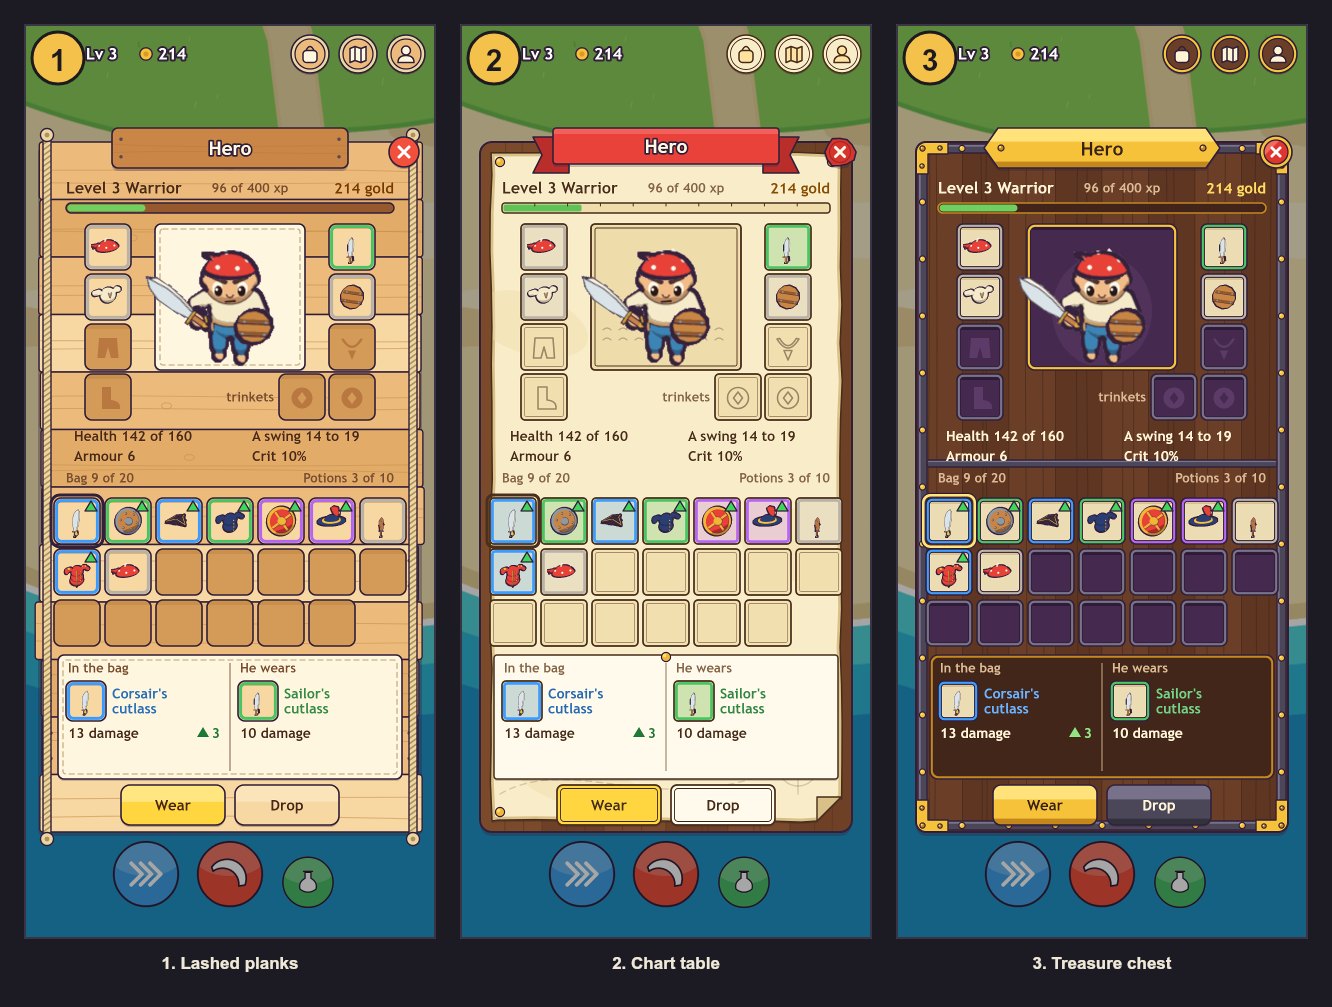 1
Lv 3
214
Hero
Level 3 Warrior
96 of 400 xp
214 gold
trinkets
Health 142 of 160
A swing 14 to 19
Armour 6
Crit 10%
Bag 9 of 20
Potions 3 of 10
In the bag
He wears
Corsair's
cutlass
Sailor's
cutlass
13 damage
3
10 damage
Wear
Drop
1. Lashed planks
2
Lv 3
214
Hero
Level 3 Warrior
96 of 400 xp
214 gold
trinkets
Health 142 of 160
A swing 14 to 19
Armour 6
Crit 10%
Bag 9 of 20
Potions 3 of 10
In the bag
He wears
Corsair's
cutlass
Sailor's
cutlass
13 damage
3
10 damage
Wear
Drop
2. Chart table
3
Lv 3
214
Hero
Level 3 Warrior
96 of 400 xp
214 gold
trinkets
Health 142 of 160
A swing 14 to 19
Armour 6
Crit 10%
Bag 9 of 20
Potions 3 of 10
In the bag
He wears
Corsair's
cutlass
Sailor's
cutlass
13 damage
3
10 damage
Wear
Drop
3. Treasure chest